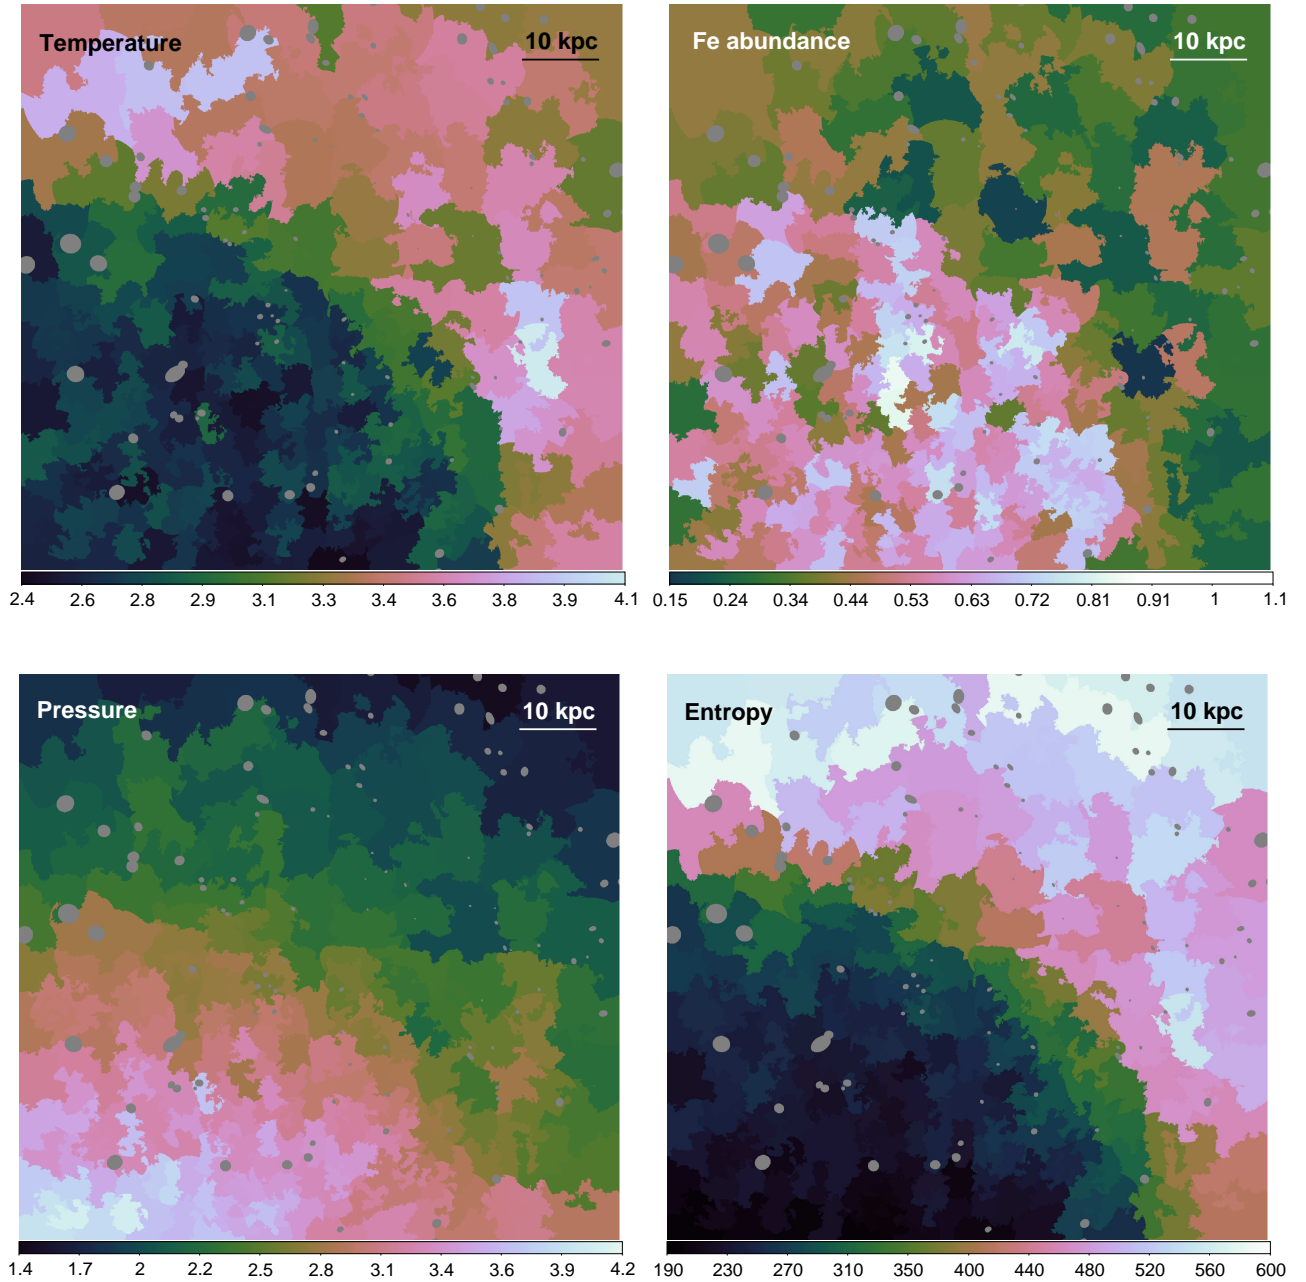 Temperature
10 kpc
Fe abundance
10 kpc
2.4 2.6 2.8 2.9 3.1 3.3 3.4 3.6 3.8 3.9 4.1
0.15 0.24 0.34 0.44 0.53 0.63 0.72 0.81 0.91 1 1.1
Pressure
10 kpc
Entropy
10 kpc
1.4 1.7 2 2.2 2.5 2.8 3.1 3.4 3.6 3.9 4.2
190 230 270 310 350 400 440 480 520 560 600